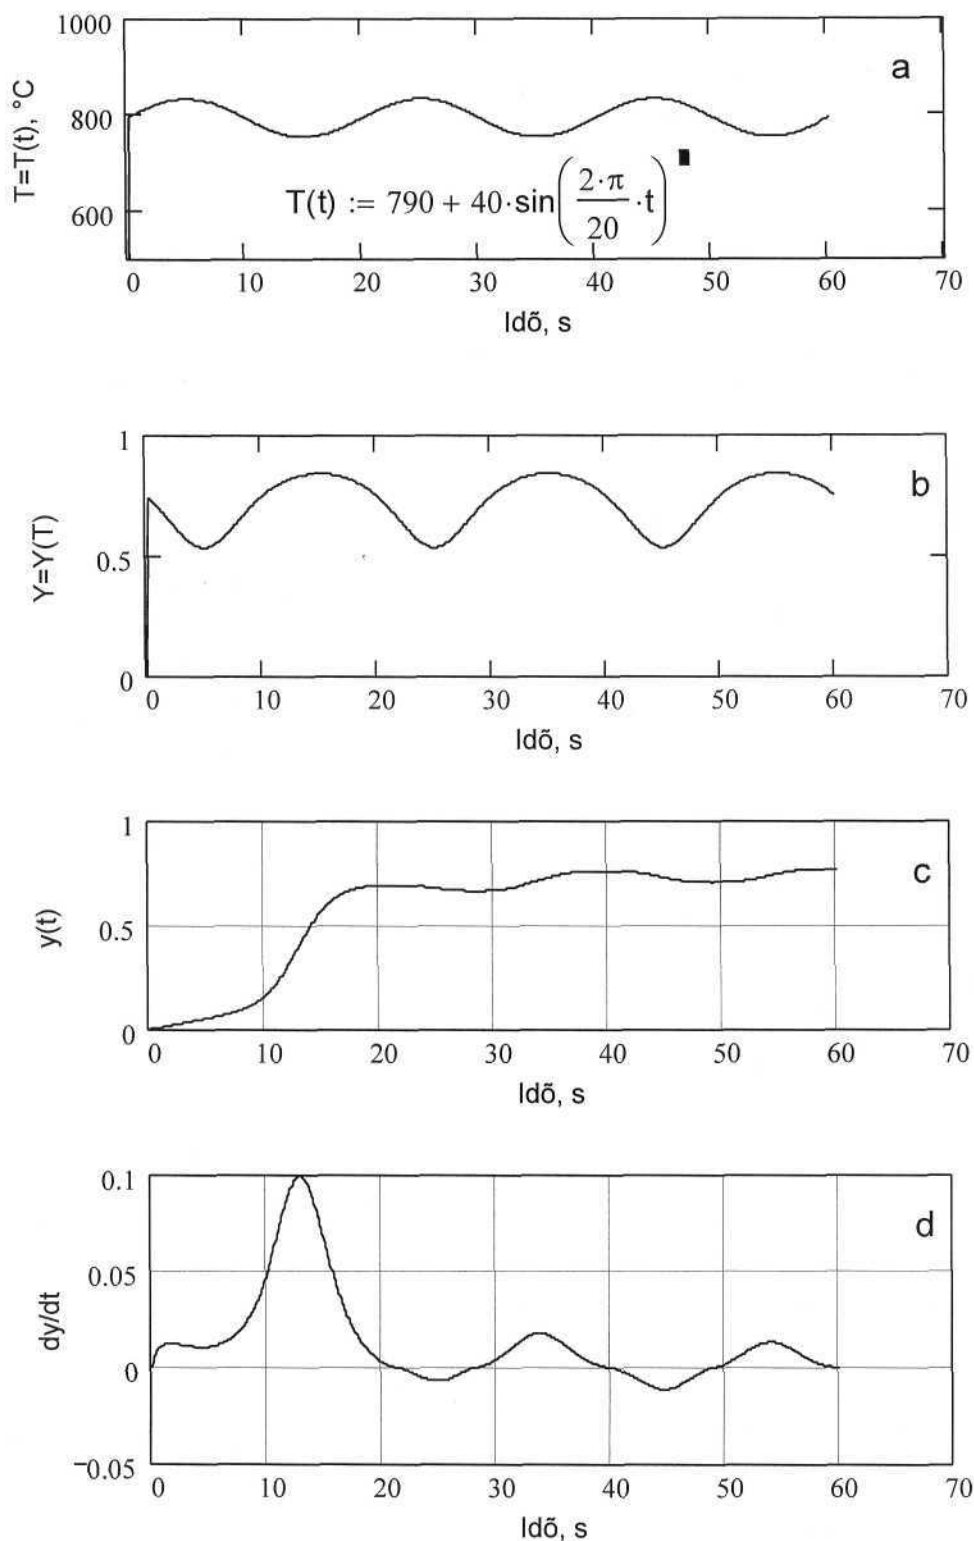 1000
800
600
T=T(t), °C
a
T(t) := 790 + 40·sin(2·π/20·t)
0 10 20 30 40 50 60 70
Idõ, s
1
0.5
0
Y=Y(T)
b
0 10 20 30 40 50 60 70
Idõ, s
1
0.5
0
y(t)
c
0 10 20 30 40 50 60 70
Idõ, s
0.1
0.05
0
−0.05
dy/dt
d
0 10 20 30 40 50 60 70
Idõ, s